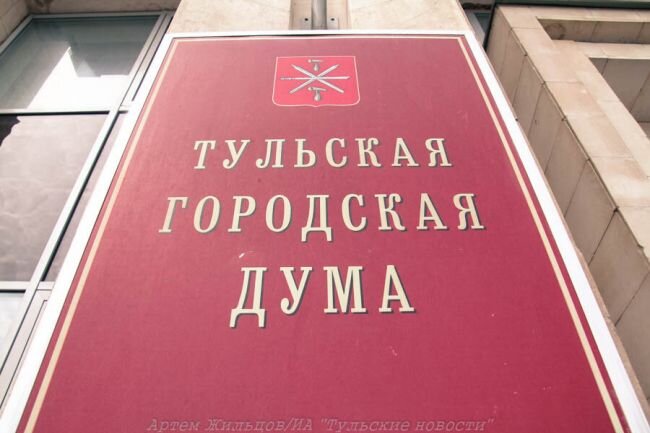 ТУЛЬСКАЯ
ГОРОДСКАЯ
ДУМА
Артем Жильцов/ИА "Тульские новости"